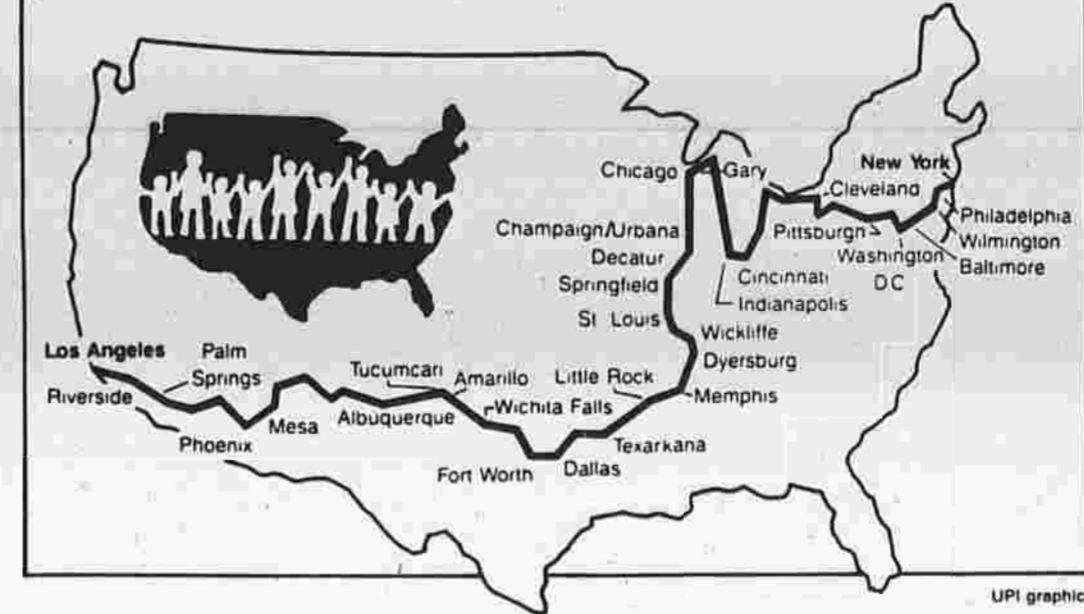 Chicago
Gary
New York
Cleveland
Champaign/Urbana
Pittsburgh
Philadelphia
Decatur
Washington
DC
Wilmington
Baltimore
Springfield
Cincinnati
Indianapolis
St Louis
Wickliffe
Dyersburg
Los Angeles
Palm
Springs
Tucumcari
Amarillo
Little Rock
Memphis
Riverside
Albuquerque
Wichita Falls
Mesa
Phoenix
Texarkana
Fort Worth
Dallas
UPI graphic